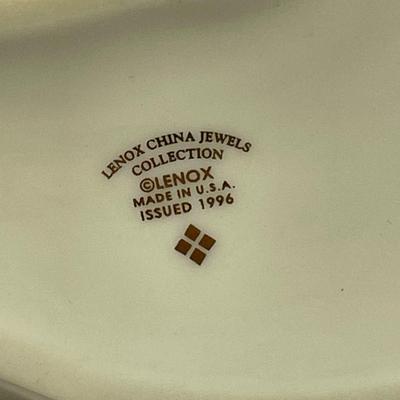 LENOX CHINA JEWELS
COLLECTION
©LENOX
MADE IN U.S.A.
ISSUED 1996